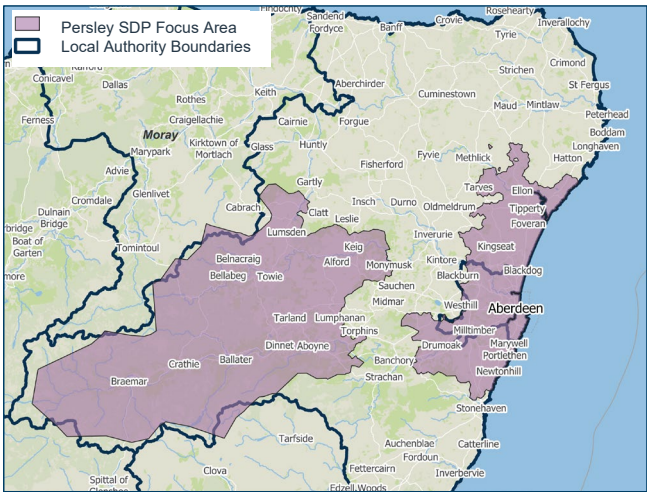 Persley SDP Focus Area
Local Authority Boundaries
Findochty
Sandend
Rosehearty
Fordyce
Banff
Crovie
Inverallochy
Tyrie
Crimond
Conicavel
Dallas
Keith
Aberchirder
Strichen
St Fergus
Rothes
Cuminestown
Maud
Mintlaw
Ferness
Craigellachie
Cairnie
Forgue
Peterhead
Moray
Boddam
Marypark
Kirktown of
Mortlach
Glass
Huntly
Fyvie
Methlick
Longhaven
Hatton
Advie
Fisherford
Glenlivet
Gartly
Tarves
Ellon
Cromdale
Cabrach
Clatt
Insch
Durno
Oldmeldrum
Tipperty
Dulnain
Bridge
Leslie
Foveran
Lumsden
Inverurie
Boat of
Garten
Tomintoul
Keig
Kingseat
Belnacraig
Alford
Monymusk
Kintore
Bellabeg
Towie
Blackburn
Blackdog
Sauchen
Midmar
Westhill
Aberdeen
Tarland
Lumphanan
Torphins
Milltimber
Dinnet
Aboyne
Drumoak
Marywell
Portlethen
Crathie
Ballater
Banchory
Newtonhill
Braemar
Strachan
Stonehaven
Tarfside
Auchenblae
Catterline
Fordoun
Clova
Fettercairn
Inverbervie
Spittal of
Edzell Woods